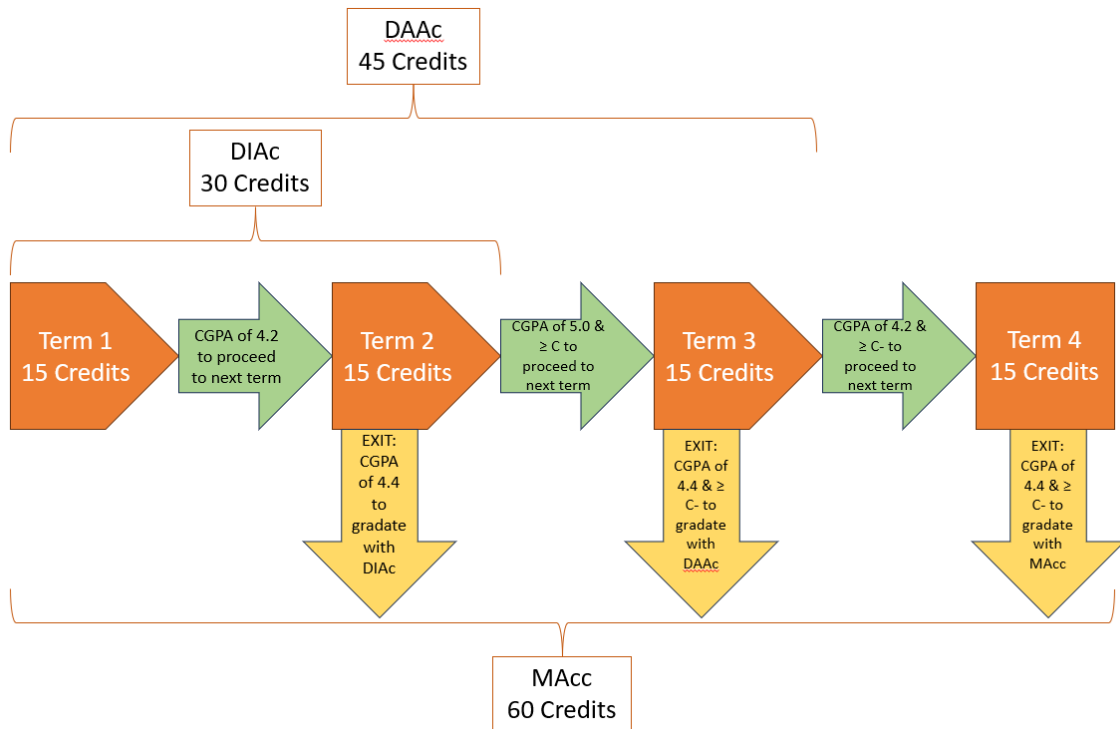 DAAc
45 Credits
DIAc
30 Credits
Term 1
15 Credits
CGPA of 4.2
to proceed
to next term
Term 2
15 Credits
CGPA of 5.0 &
≥ C to
proceed to
next term
Term 3
15 Credits
CGPA of 4.2 &
≥ C- to
proceed to
next term
Term 4
15 Credits
EXIT:
CGPA
of 4.4
to
gradate
with
DIAc
EXIT:
CGPA of
4.4 & ≥
C- to
gradate
with
DAAc
EXIT:
CGPA of
4.4 & ≥
C- to
gradate
with
MAcc
MAcc
60 Credits